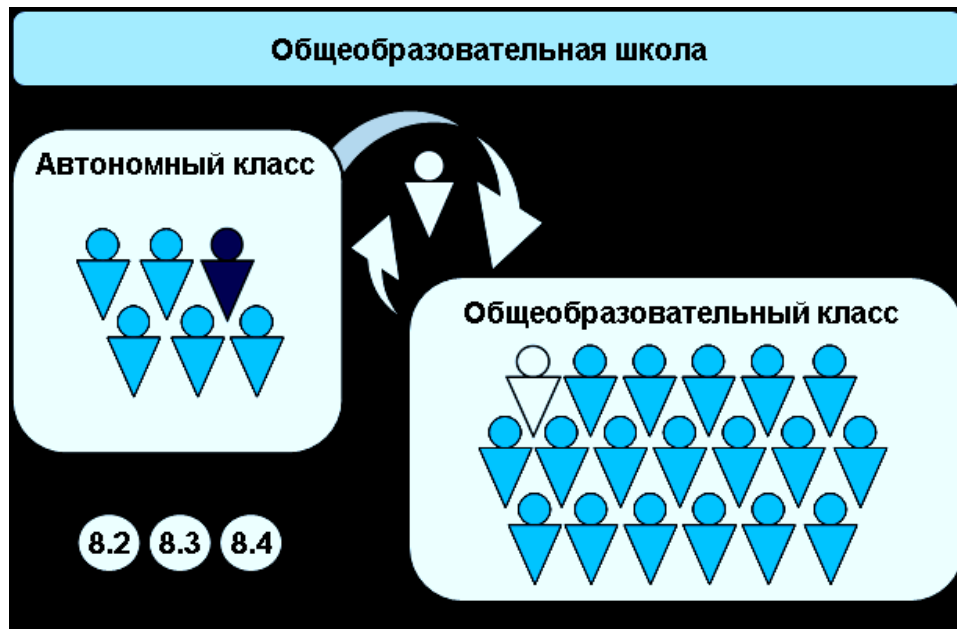 Общеобразовательная школа
Автономный класс
Общеобразовательный класс
8.2 8.3 8.4